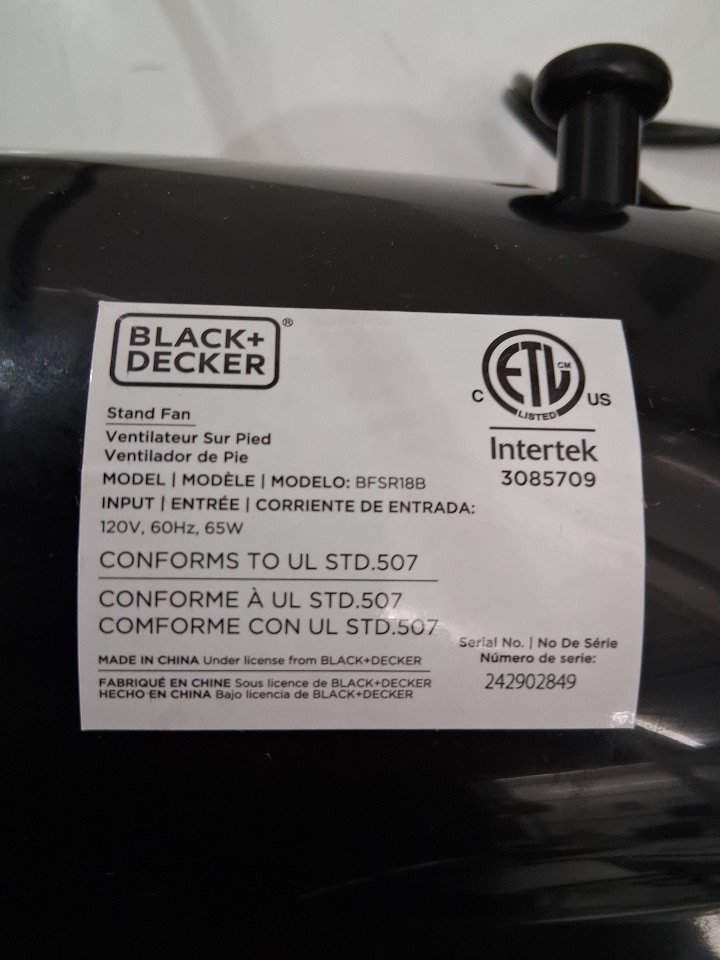 BLACK+
DECKER®
Stand Fan
Ventilateur Sur Pied
Ventilador de Pie
MODEL | MODÈLE | MODELO: BFSR18B
INPUT | ENTRÉE | CORRIENTE DE ENTRADA:
120V, 60Hz, 65W
CONFORMS TO UL STD.507
CONFORME À UL STD.507
COMFORME CON UL STD.507
MADE IN CHINA Under license from BLACK+DECKER
FABRIQUÉ EN CHINE Sous licence de BLACK+DECKER
HECHO EN CHINA Bajo licencia de BLACK+DECKER
ETL CM
C LISTED US
Intertek
3085709
Serial No. | No De Série
Número de serie:
242902849